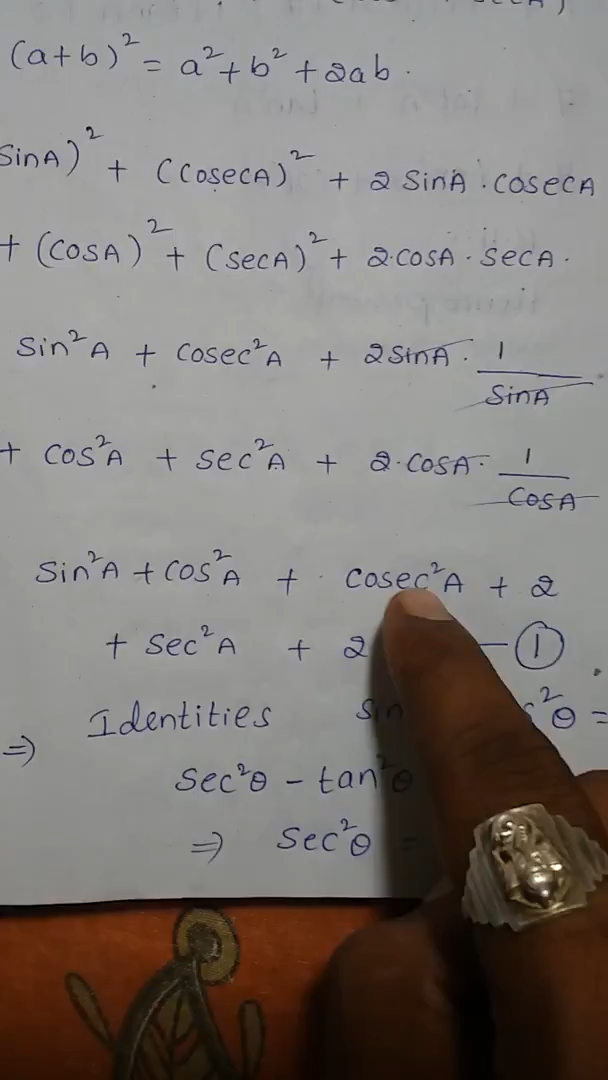 (a+b)² = a²+b²+2ab.
SinA)² + (CosecA)² + 2 SinA . cosecA
+ (cosA)² + (secA)² + 2.cosA . secA.
Sin²A + cosec²A + 2SinA . 1/SinA
+ cos²A + sec²A + 2.cosA. 1/CosA
Sin²A + cos²A + cosec²A + 2
+ sec²A + 2 — ①
⇒ Identities Sin ²θ =
sec²θ - tan²θ
⇒ Sec²θ =